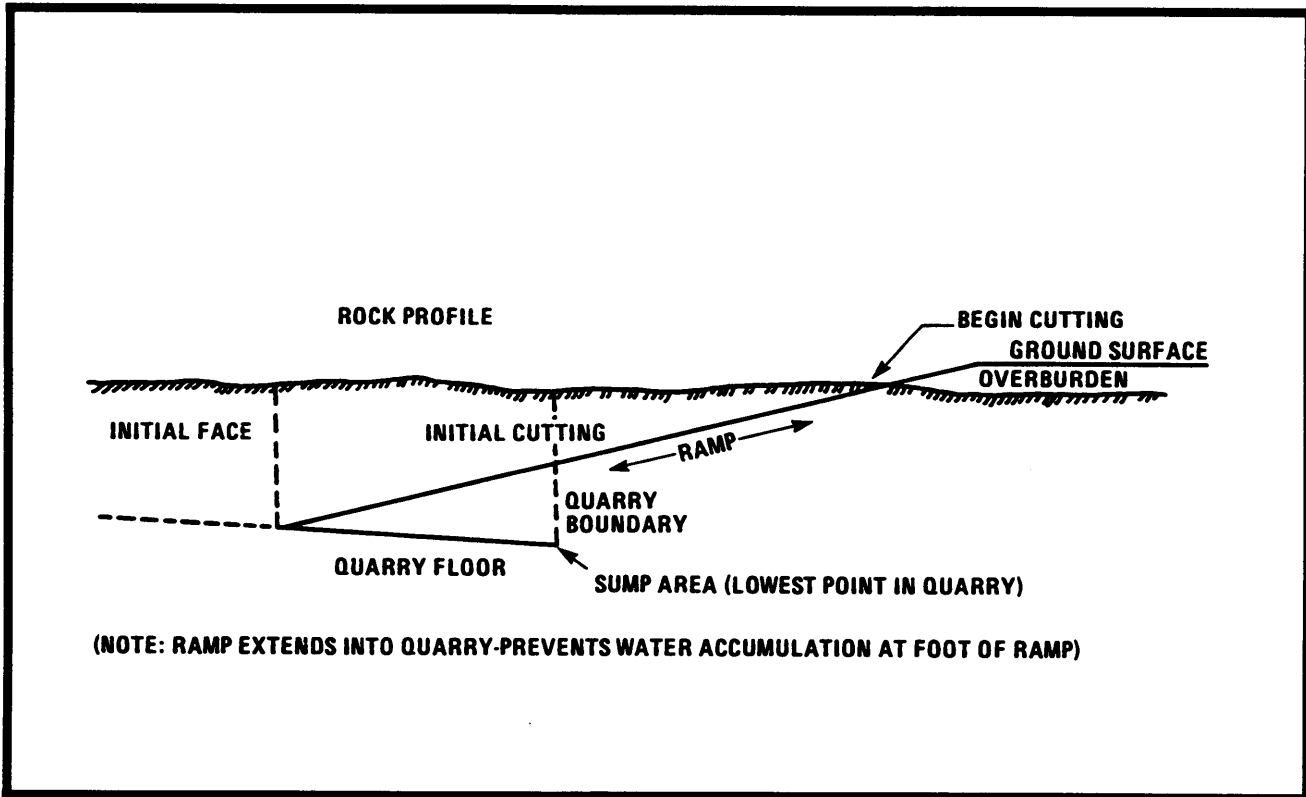 ROCK PROFILE
BEGIN CUTTING
GROUND SURFACE
OVERBURDEN
INITIAL FACE
INITIAL CUTTING
RAMP
QUARRY
BOUNDARY
QUARRY FLOOR
SUMP AREA (LOWEST POINT IN QUARRY)
(NOTE: RAMP EXTENDS INTO QUARRY-PREVENTS WATER ACCUMULATION AT FOOT OF RAMP)